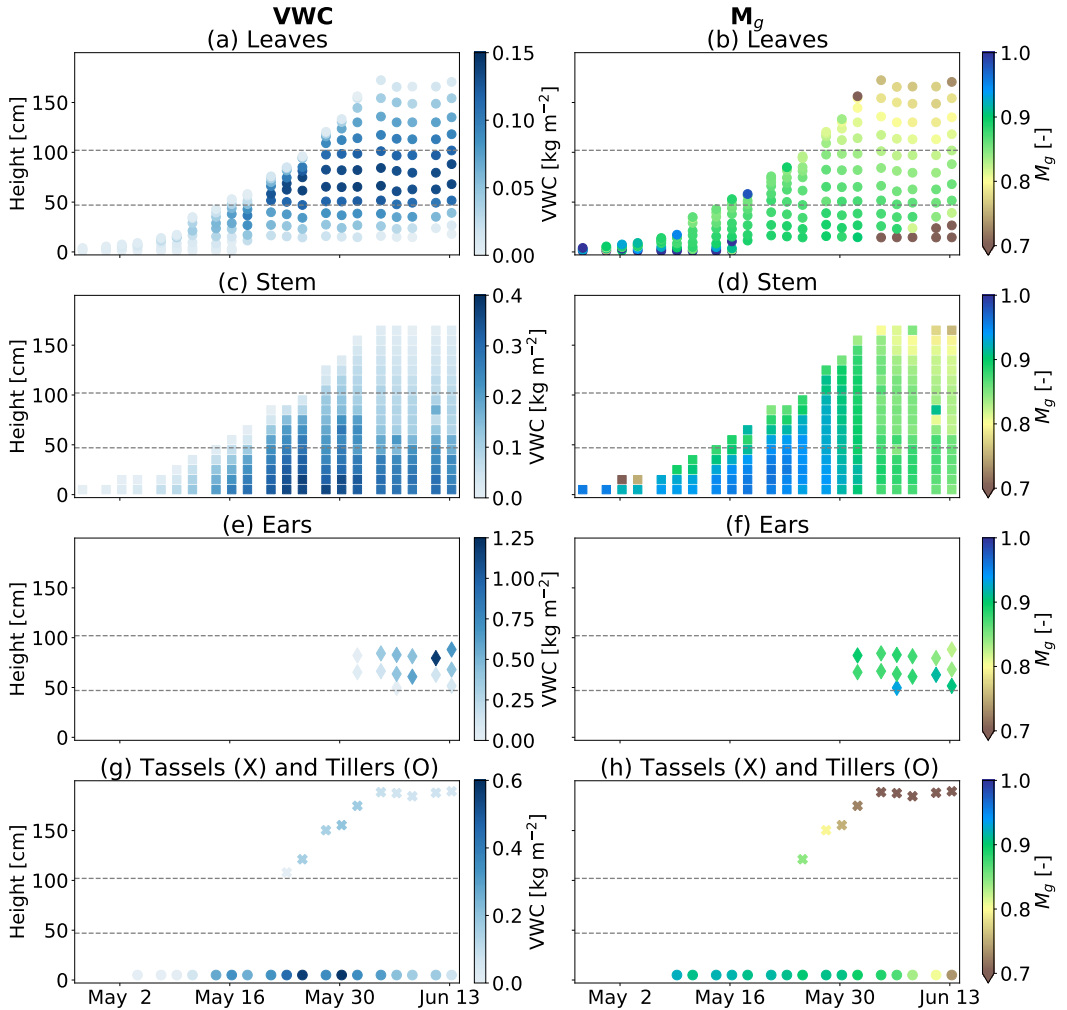 VWC
M_g
(a) Leaves
(b) Leaves
Height [cm]
150
100
50
0
0.15
0.10
0.05
0.00
VWC [kg m⁻²]
1.0
0.9
0.8
0.7
M_g [-]
(c) Stem
(d) Stem
Height [cm]
150
100
50
0
0.4
0.3
0.2
0.1
0.0
VWC [kg m⁻²]
1.0
0.9
0.8
0.7
M_g [-]
(e) Ears
(f) Ears
Height [cm]
150
100
50
0
1.25
1.00
0.75
0.50
0.25
0.00
VWC [kg m⁻²]
1.0
0.9
0.8
0.7
M_g [-]
(g) Tassels (X) and Tillers (O)
(h) Tassels (X) and Tillers (O)
Height [cm]
150
100
50
0
0.6
0.4
0.2
0.0
VWC [kg m⁻²]
1.0
0.9
0.8
0.7
M_g [-]
May 2 May 16 May 30 Jun 13
May 2 May 16 May 30 Jun 13